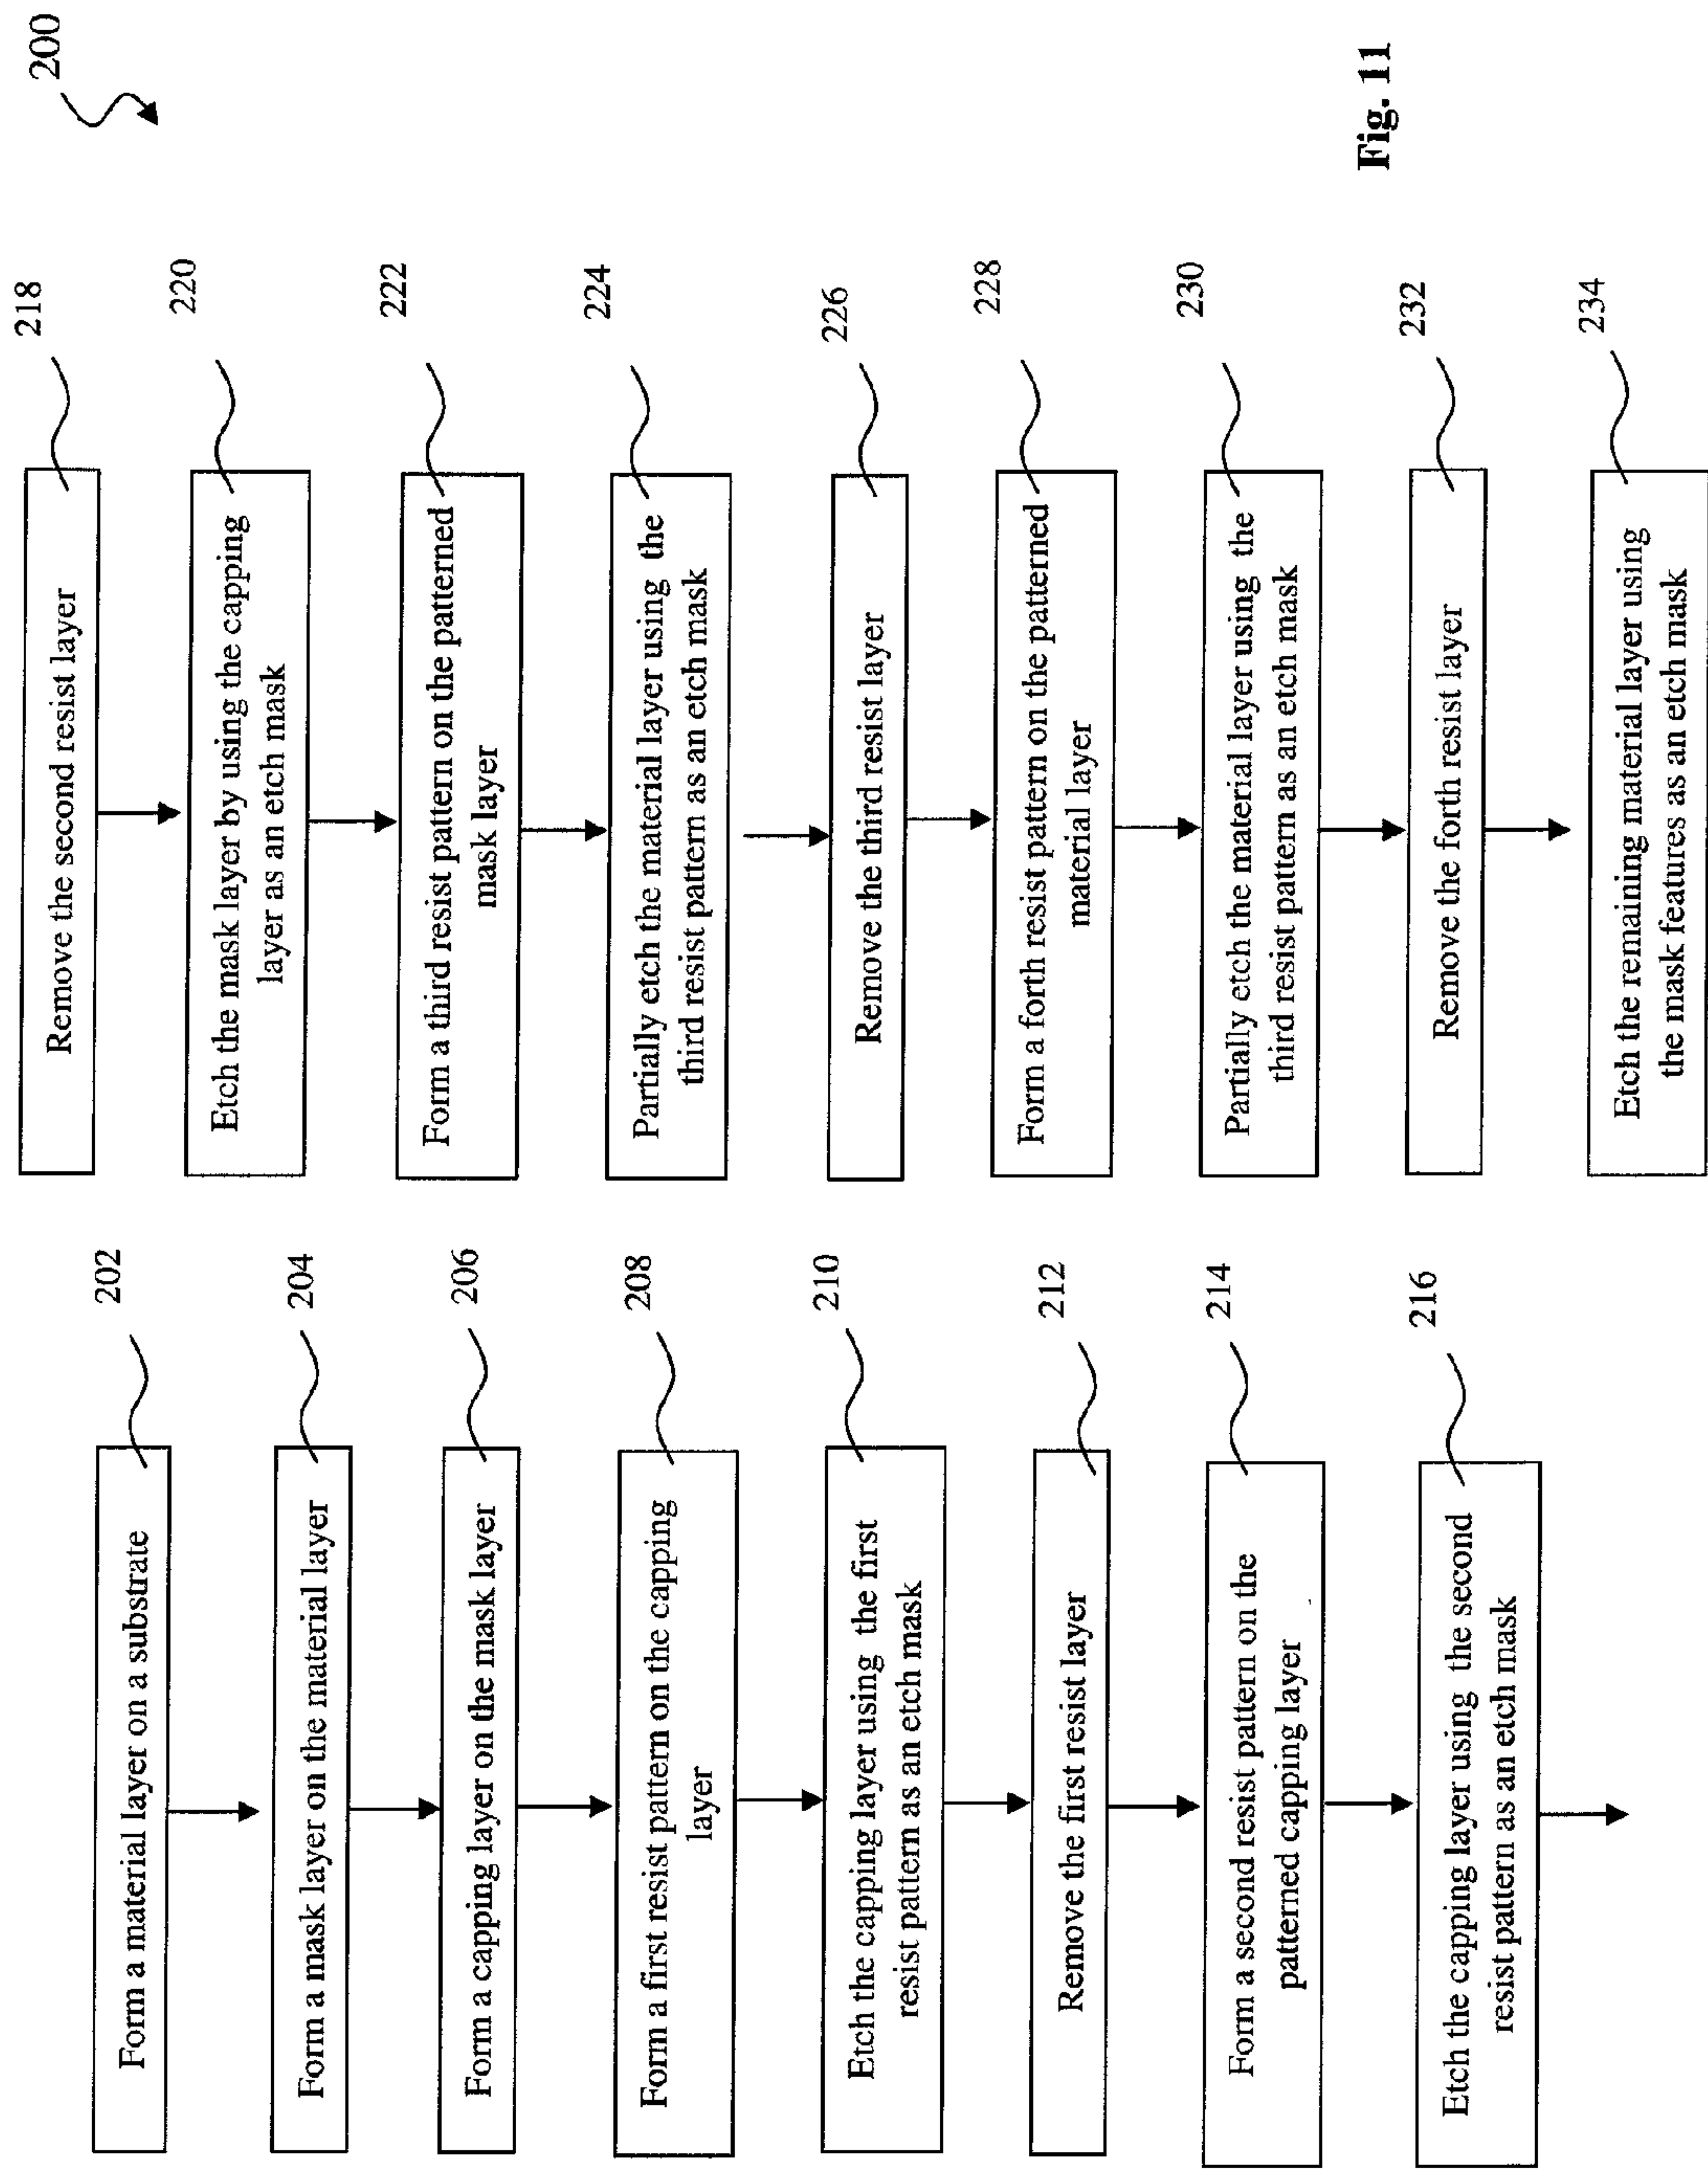 200
202
Form a material layer on a substrate
204
Form a mask layer on the material layer
206
Form a capping layer on the mask layer
208
Form a first resist pattern on the capping
layer
210
Etch the capping layer using the first
resist pattern as an etch mask
212
Remove the first resist layer
214
Form a second resist pattern on the
patterned capping layer
216
Etch the capping layer using the second
resist pattern as an etch mask
218
Remove the second resist layer
220
Etch the mask layer by using the capping
layer as an etch mask
222
Form a third resist pattern on the patterned
mask layer
224
Partially etch the material layer using the
third resist pattern as an etch mask
226
Remove the third resist layer
228
Form a forth resist pattern on the patterned
material layer
230
Partially etch the material layer using the
third resist pattern as an etch mask
232
Remove the forth resist layer
234
Etch the remaining material layer using
the mask features as an etch mask
Fig. 11